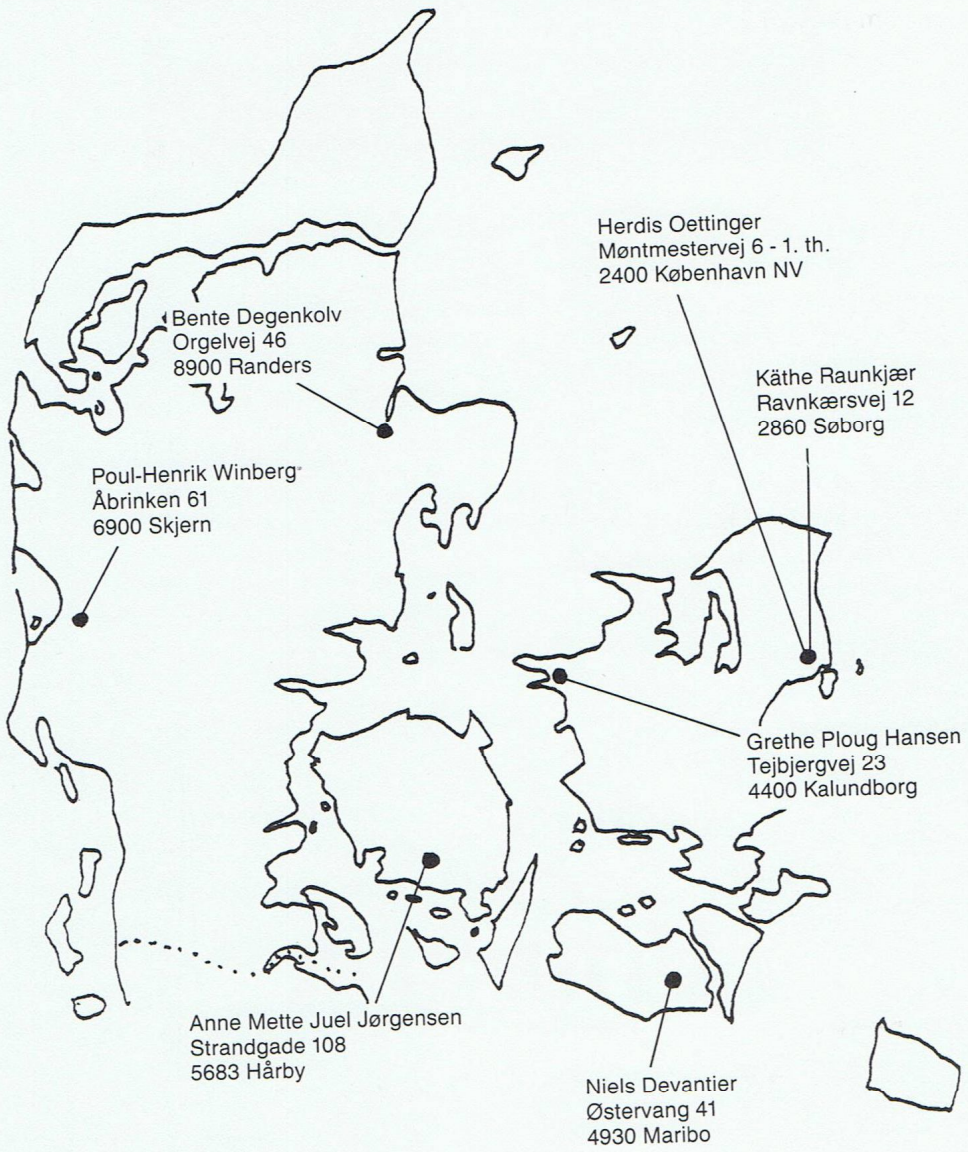 Herdis Oettinger
Møntmestervej 6 - 1. th.
2400 København NV
Bente Degenkolv
Orgelvej 46
8900 Randers
Käthe Raunkjær
Ravnkærsvej 12
2860 Søborg
Poul-Henrik Winberg
Åbrinken 61
6900 Skjern
Grethe Ploug Hansen
Tejbjergvej 23
4400 Kalundborg
Anne Mette Juel Jørgensen
Strandgade 108
5683 Hårby
Niels Devantier
Østervang 41
4930 Maribo